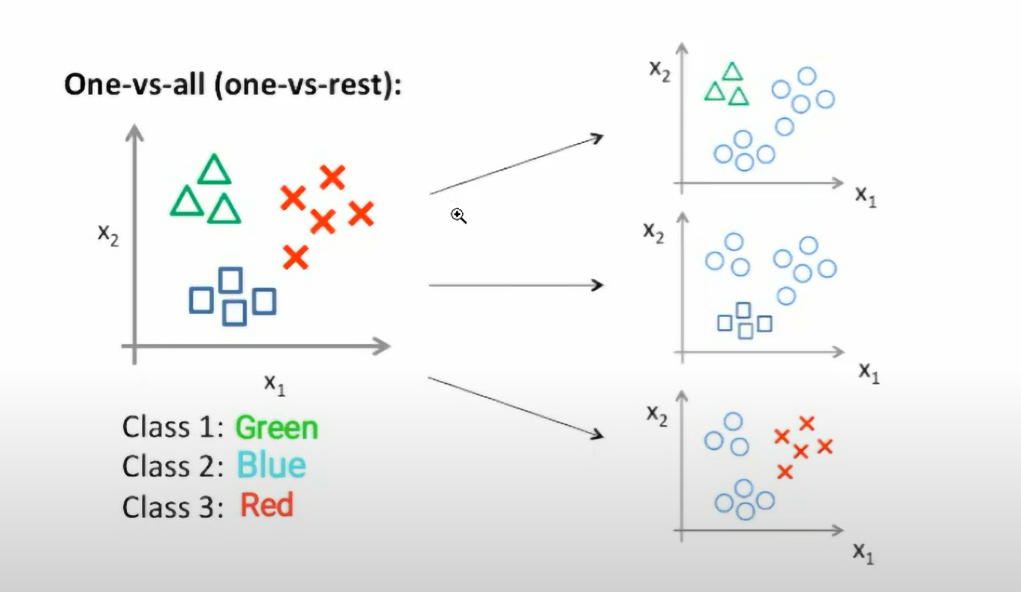 One-vs-all (one-vs-rest):
x2
x1
Class 1: Green
Class 2: Blue
Class 3: Red
x2
x1
x2
x1
x2
x1